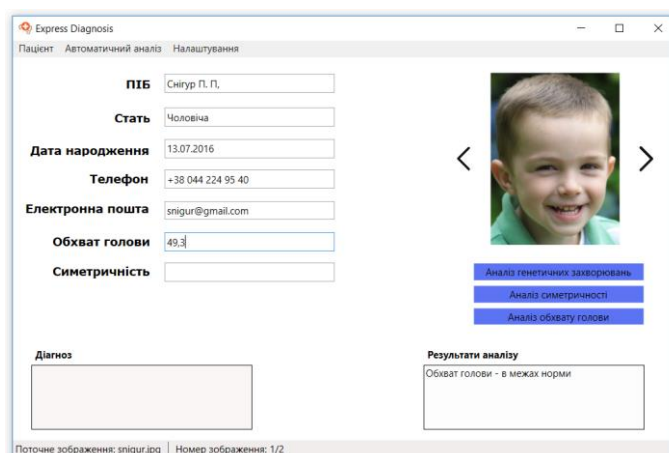 Express Diagnosis
Пацієнт Автоматичний аналіз Налаштування
ПІБ Снігур П. П,
Стать Чоловіча
Дата народження 13.07.2016
Телефон +38 044 224 95 40
Електронна пошта snigur@gmail.com
Обхват голови 49,3
Симетричність
Аналіз генетичних захворювань
Аналіз симетричності
Аналіз обхвату голови
Діагноз
Результати аналізу
Обхват голови - в межах норми
Поточне зображення: snigur.jpg Номер зображення: 1/2